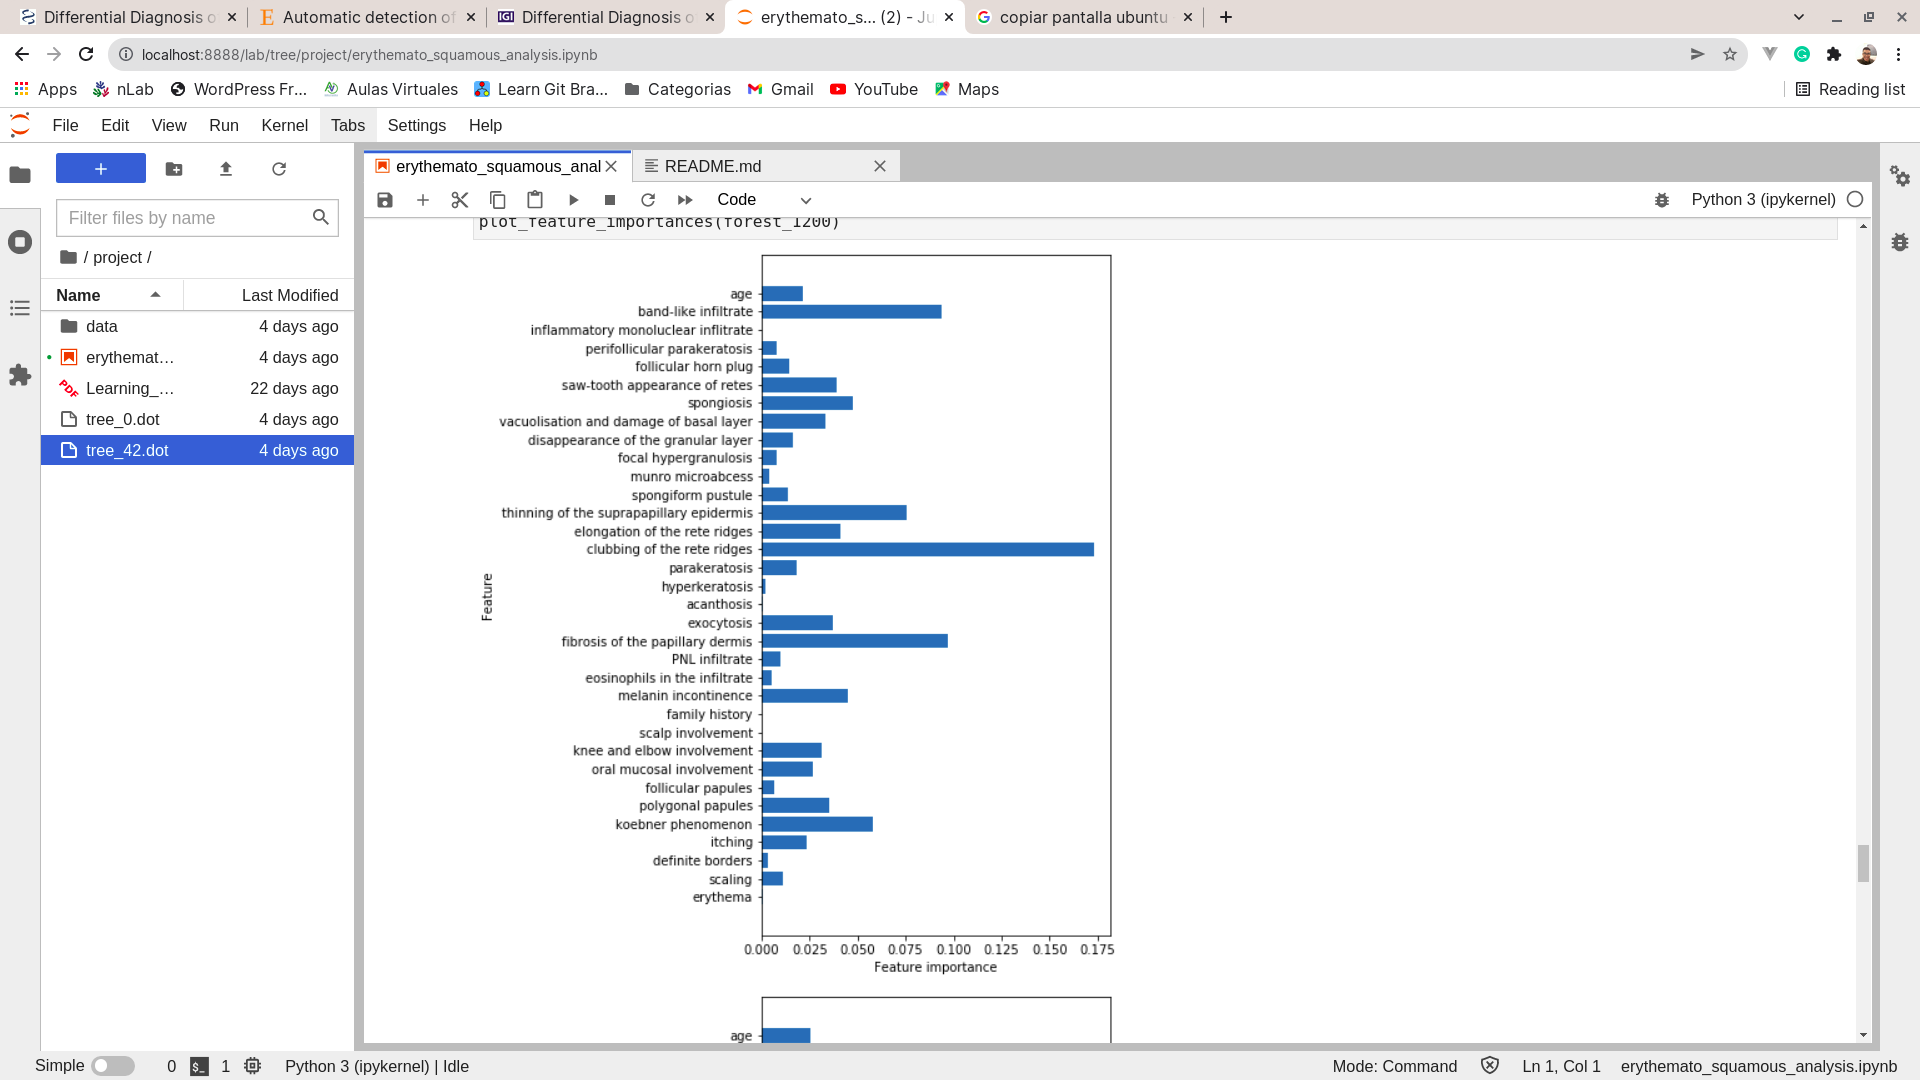 Differential Diagnosis o
Automatic detection of
IGI Differential Diagnosis o
erythemato_s... (2) - Ju
copiar pantalla ubuntu
localhost:8888/lab/tree/project/erythemato_squamous_analysis.ipynb
Apps nLab WordPress Fr... Aulas Virtuales Learn Git Bra... Categorias Gmail YouTube Maps Reading list
File Edit View Run Kernel Tabs Settings Help
erythemato_squamous_anal README.md
Filter files by name
/ project /
Name Last Modified
data 4 days ago
erythemat... 4 days ago
PDF Learning_... 22 days ago
tree_0.dot 4 days ago
tree_42.dot 4 days ago
Code Python 3 (ipykernel)
plot_feature_importances(forest_1200)
age
band-like infiltrate
inflammatory monoluclear inflitrate
perifollicular parakeratosis
follicular horn plug
saw-tooth appearance of retes
spongiosis
vacuolisation and damage of basal layer
disappearance of the granular layer
focal hypergranulosis
munro microabcess
spongiform pustule
thinning of the suprapapillary epidermis
elongation of the rete ridges
clubbing of the rete ridges
parakeratosis
hyperkeratosis
acanthosis
exocytosis
fibrosis of the papillary dermis
PNL infiltrate
eosinophils in the infiltrate
melanin incontinence
family history
scalp involvement
knee and elbow involvement
oral mucosal involvement
follicular papules
polygonal papules
koebner phenomenon
itching
definite borders
scaling
erythema
Feature
0.000 0.025 0.050 0.075 0.100 0.125 0.150 0.175
Feature importance
age
Simple 0 $_ 1 Python 3 (ipykernel) | Idle Mode: Command Ln 1, Col 1 erythemato_squamous_analysis.ipynb